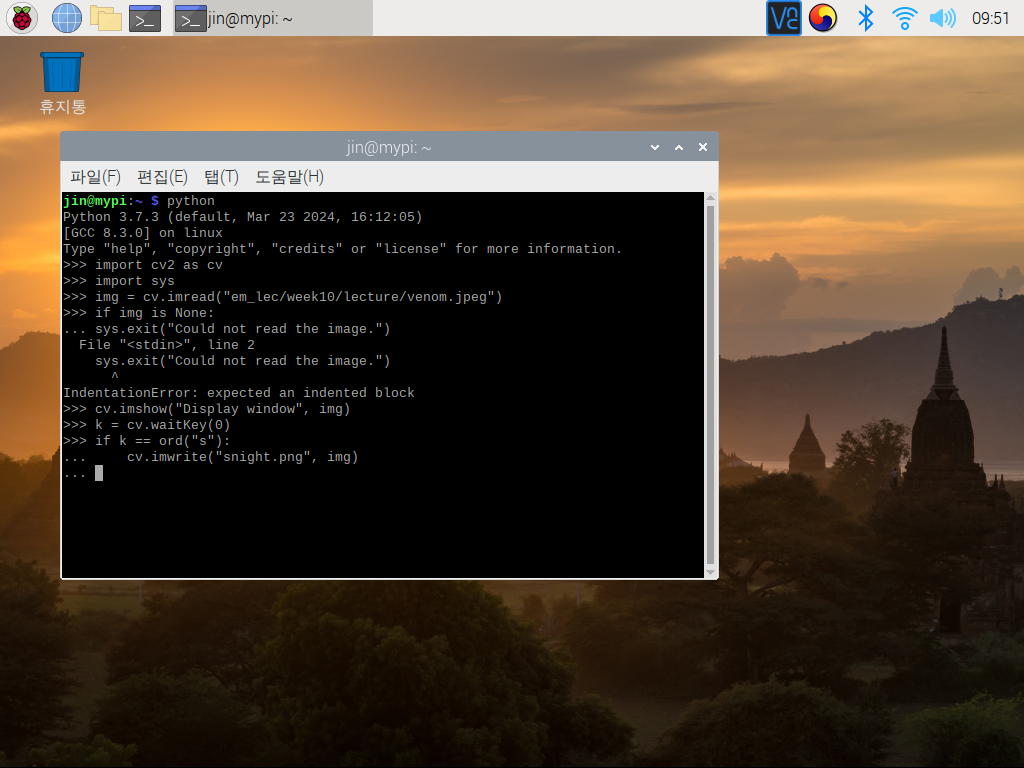 jin@mypi: ~
09:51
휴지통
jin@mypi: ~
파일(F) 편집(E) 탭(T) 도움말(H)
jin@mypi:~ $ python
Python 3.7.3 (default, Mar 23 2024, 16:12:05)
[GCC 8.3.0] on linux
Type "help", "copyright", "credits" or "license" for more information.
>>> import cv2 as cv
>>> import sys
>>> img = cv.imread("em_lec/week10/lecture/venom.jpeg")
>>> if img is None:
... sys.exit("Could not read the image.")
  File "<stdin>", line 2
    sys.exit("Could not read the image.")
      ^
IndentationError: expected an indented block
>>> cv.imshow("Display window", img)
>>> k = cv.waitKey(0)
>>> if k == ord("s"):
...     cv.imwrite("snight.png", img)
...